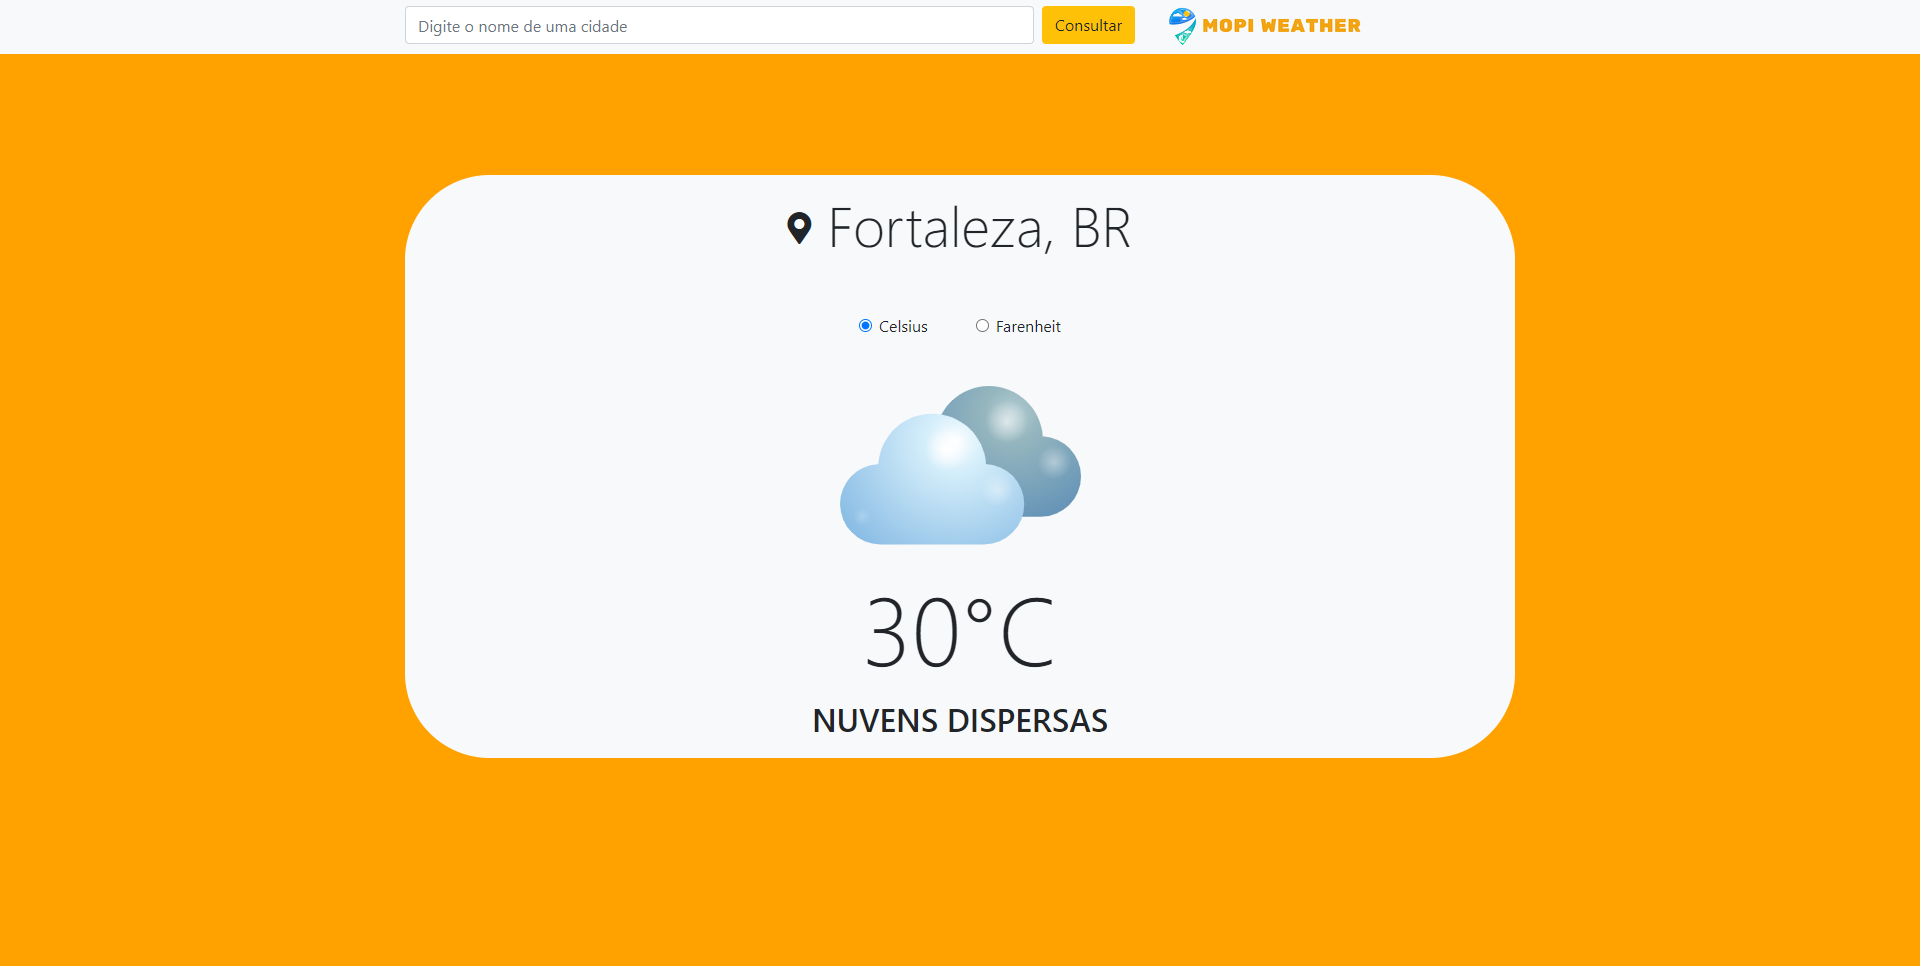 Digite o nome de uma cidade
Consultar
MOPI WEATHER
Fortaleza, BR
Celsius
Farenheit
30°C
NUVENS DISPERSAS